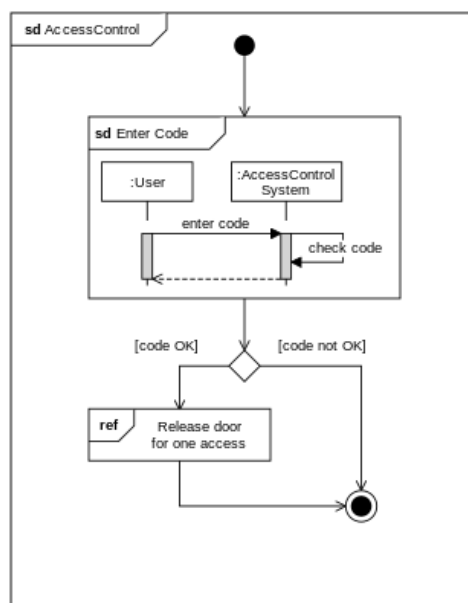 sd AccessControl
sd Enter Code
:User
:AccessControl
System
enter code
check code
[code OK]
[code not OK]
ref
Release door
for one access